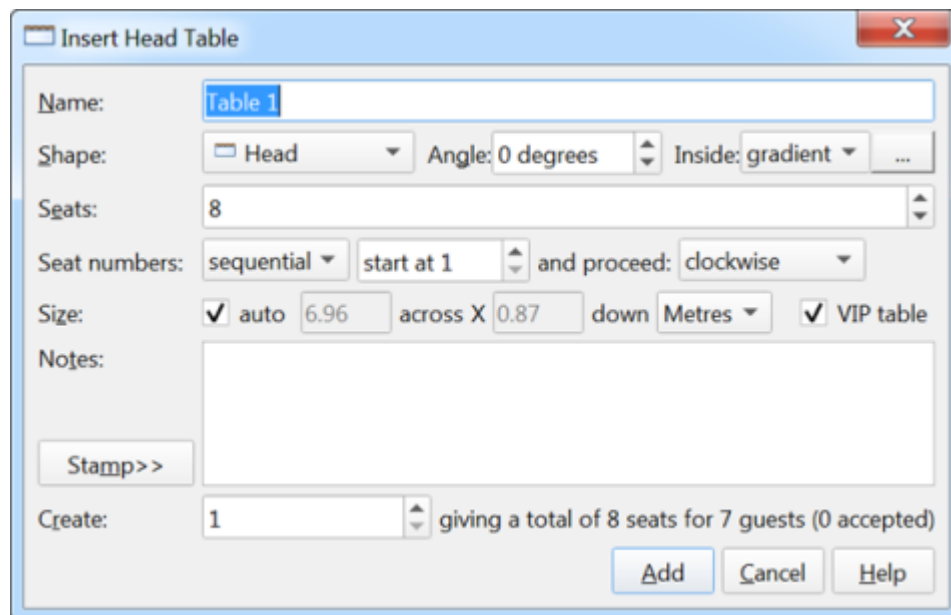 Insert Head Table
Name: Table 1
Shape: Head Angle: 0 degrees Inside: gradient ...
Seats: 8
Seat numbers: sequential start at 1 and proceed: clockwise
Size: auto 6.96 across X 0.87 down Metres VIP table
Notes:
Stamp>>
Create: 1 giving a total of 8 seats for 7 guests (0 accepted)
Add Cancel Help